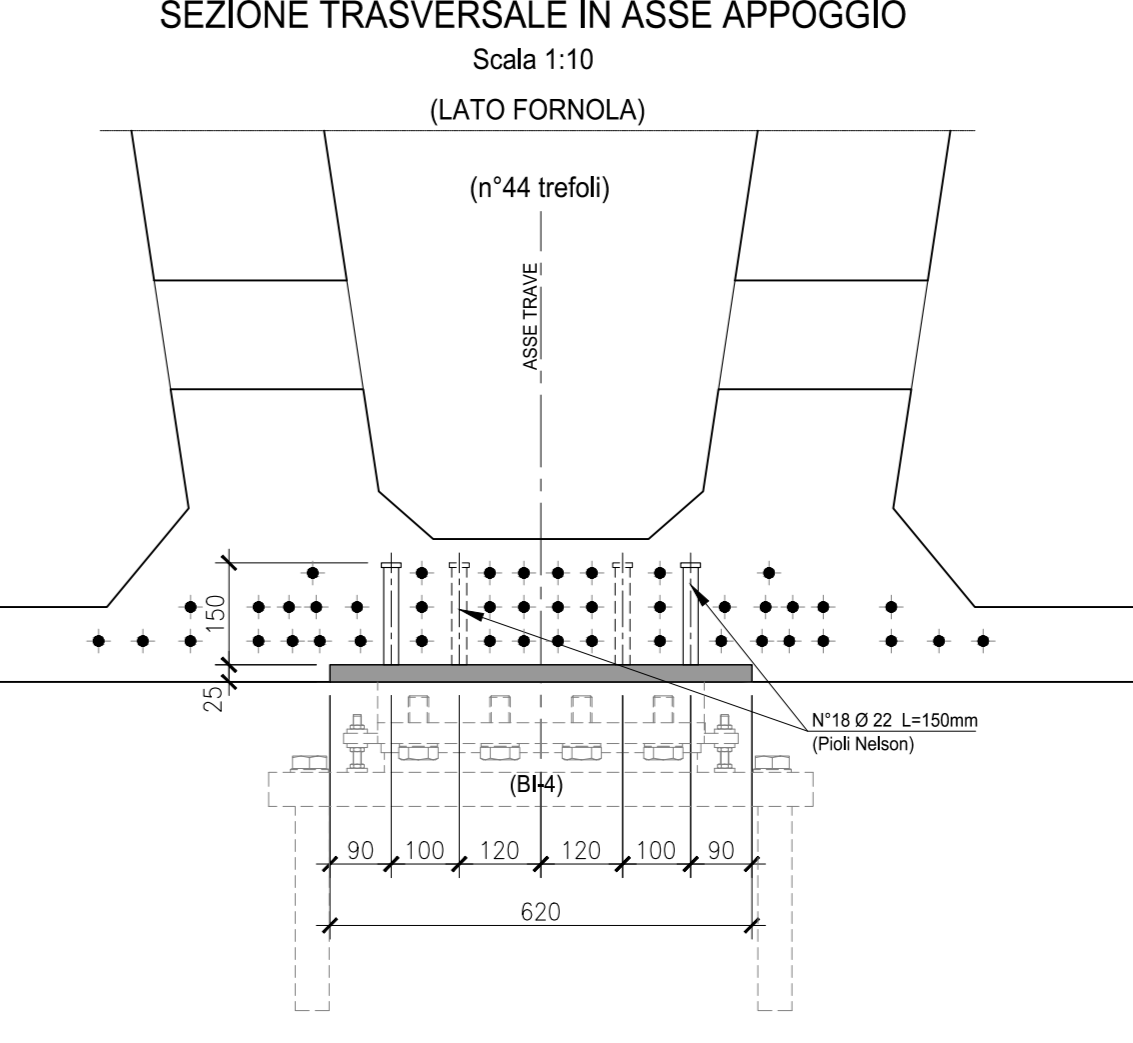 SEZIONE TRASVERSALE IN ASSE APPOGGIO
Scala 1:10
(LATO FORNOLA)
(n°44 trefoli)
ASSE TRAVE
150
25
N°18 Ø 22 L=150mm
(Pioli Nelson)
(BI-4)
90 100 120 120 100 90
620